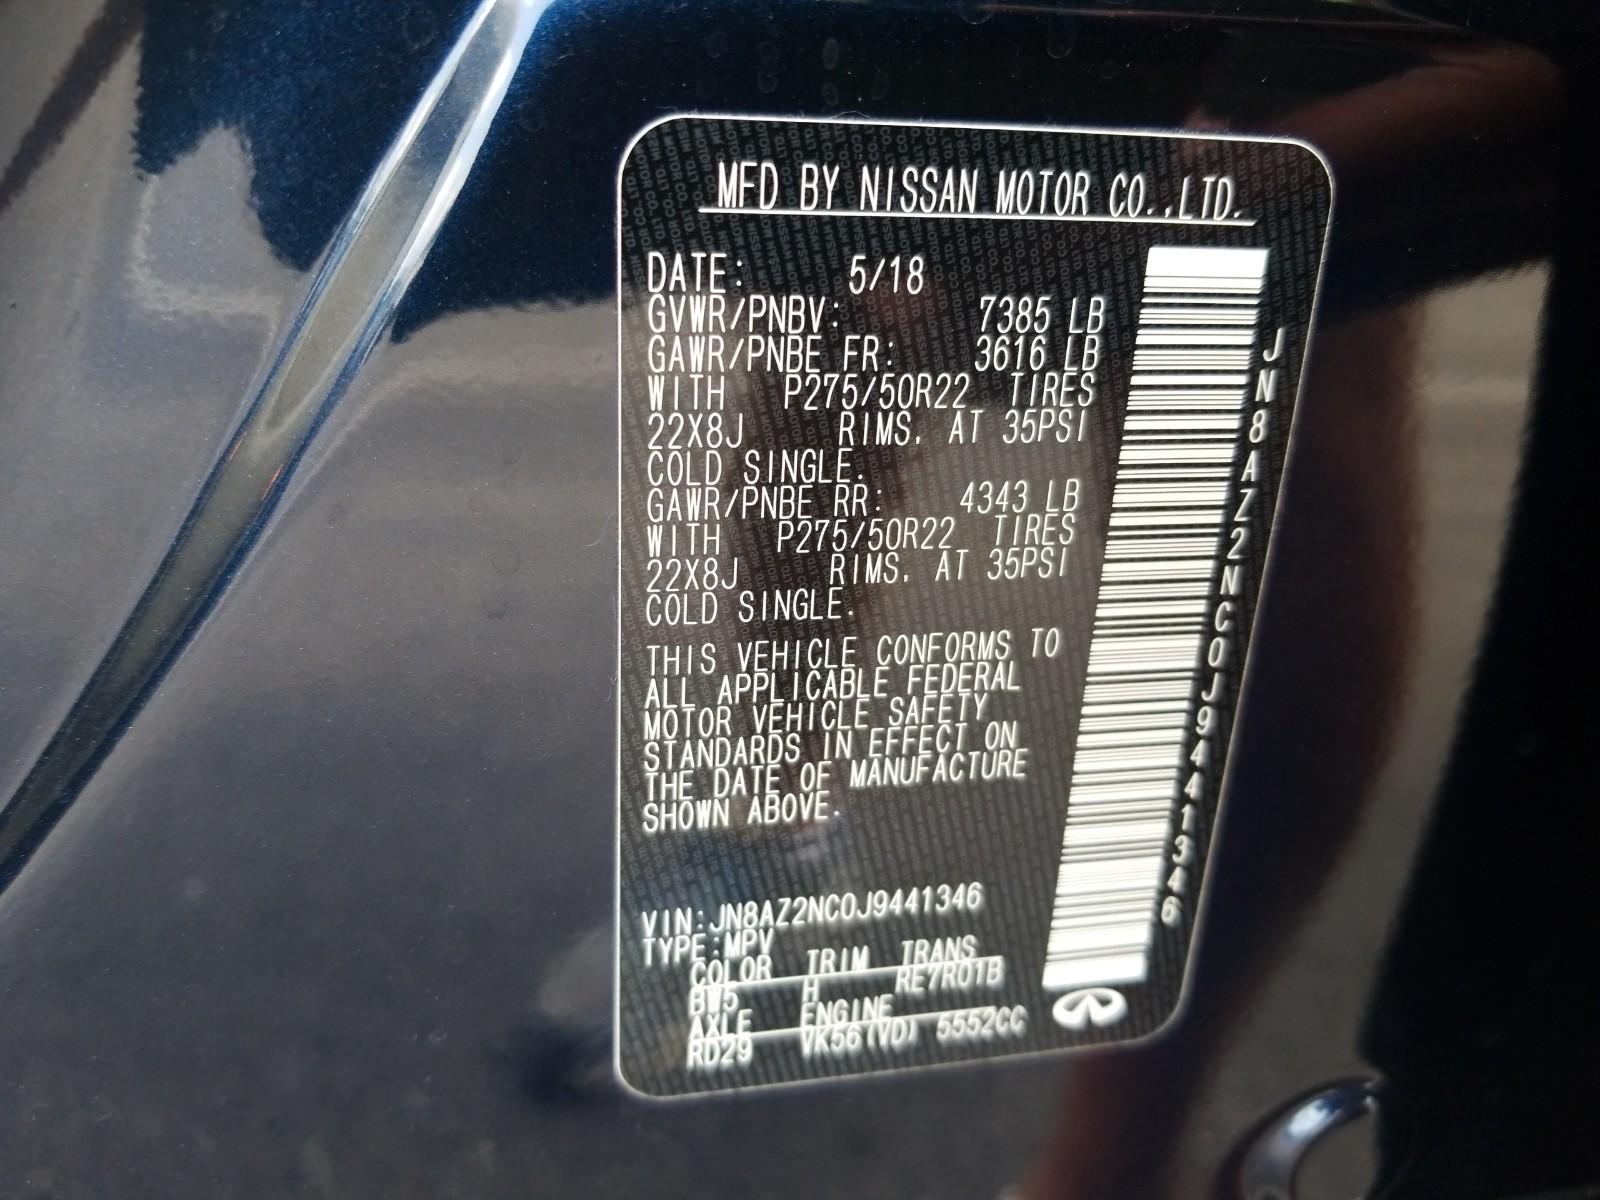 MFD BY NISSAN MOTOR CO.,LTD.
DATE: 5/18
GVWR/PNBV: 7385 LB
GAWR/PNBE FR: 3616 LB
WITH P275/50R22 TIRES
22X8J RIMS, AT 35PSI
COLD SINGLE.
GAWR/PNBE RR: 4343 LB
WITH P275/50R22 TIRES
22X8J RIMS, AT 35PSI
COLD SINGLE.
THIS VEHICLE CONFORMS TO
ALL APPLICABLE FEDERAL
MOTOR VEHICLE SAFETY
STANDARDS IN EFFECT ON
THE DATE OF MANUFACTURE
SHOWN ABOVE.
VIN:JN8AZ2NC0J9441346
TYPE:MPV
COLOR TRIM TRANS
BW5 H RE7R01B
AXLE ENGINE
RD29 VK56(VD) 5552CC
JN8AZ2NC0J9441346